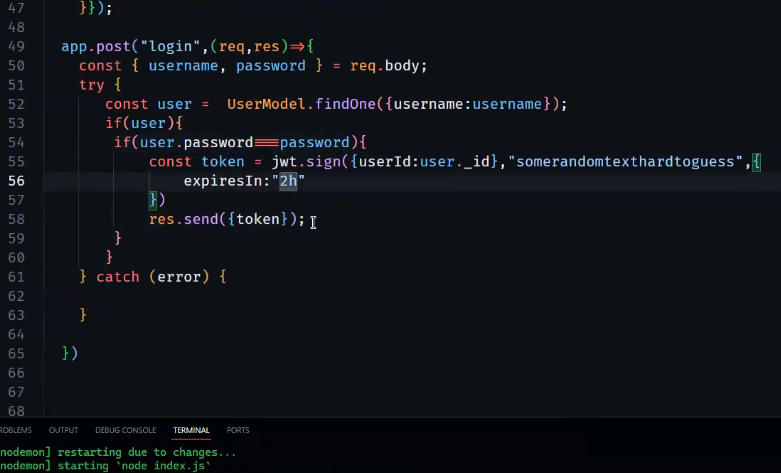 47 }});
48
49 app.post("login",(req,res)=>{
50 const { username, password } = req.body;
51 try {
52 const user = UserModel.findOne({username:username});
53 if(user){
54 if(user.password===password){
55 const token = jwt.sign({userId:user._id},"somerandomtexthardtoguess",{
56 expiresIn:"2h"
57 })
58 res.send({token});
59 }
60 }
61 } catch (error) {
62
63 }
64
65 })
66
67
68
ROBLEMS OUTPUT DEBUG CONSOLE TERMINAL PORTS
nodemon] restarting due to changes...
nodemon] starting `node index.js`